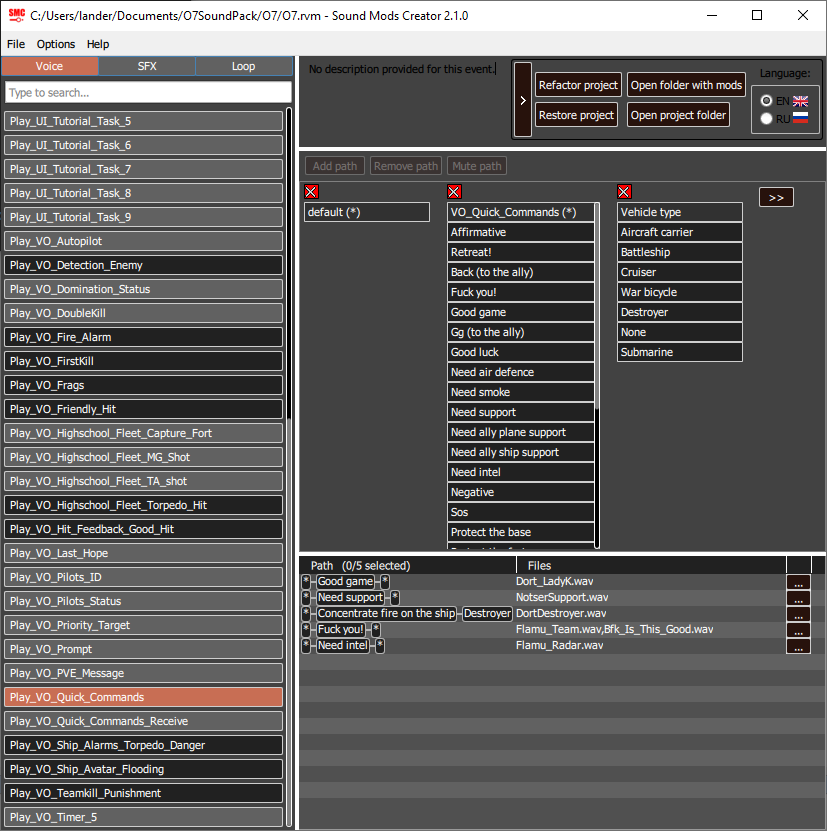 SMC C:/Users/lander/Documents/O7SoundPack/O7/O7.rvm - Sound Mods Creator 2.1.0
File Options Help
Voice SFX Loop
Type to search...
Play_UI_Tutorial_Task_5
Play_UI_Tutorial_Task_6
Play_UI_Tutorial_Task_7
Play_UI_Tutorial_Task_8
Play_UI_Tutorial_Task_9
Play_VO_Autopilot
Play_VO_Detection_Enemy
Play_VO_Domination_Status
Play_VO_DoubleKill
Play_VO_Fire_Alarm
Play_VO_FirstKill
Play_VO_Frags
Play_VO_Friendly_Hit
Play_VO_Highschool_Fleet_Capture_Fort
Play_VO_Highschool_Fleet_MG_Shot
Play_VO_Highschool_Fleet_TA_shot
Play_VO_Highschool_Fleet_Torpedo_Hit
Play_VO_Hit_Feedback_Good_Hit
Play_VO_Last_Hope
Play_VO_Pilots_ID
Play_VO_Pilots_Status
Play_VO_Priority_Target
Play_VO_Prompt
Play_VO_PVE_Message
Play_VO_Quick_Commands
Play_VO_Quick_Commands_Receive
Play_VO_Ship_Alarms_Torpedo_Danger
Play_VO_Ship_Avatar_Flooding
Play_VO_Teamkill_Punishment
Play_VO_Timer_5
No description provided for this event.
>
Refactor project Open folder with mods
Restore project Open project folder
Language:
EN
RU
Add path Remove path Mute path
default (*)
VO_Quick_Commands (*)
Affirmative
Retreat!
Back (to the ally)
Fuck you!
Good game
Gg (to the ally)
Good luck
Need air defence
Need smoke
Need support
Need ally plane support
Need ally ship support
Need intel
Negative
Sos
Protect the base
Vehicle type
Aircraft carrier
Battleship
Cruiser
War bicycle
Destroyer
None
Submarine
>>
Path (0/5 selected) Files
* Good game * Dort_LadyK.wav ...
* Need support * NotserSupport.wav ...
* Concentrate fire on the ship Destroyer DortDestroyer.wav ...
* Fuck you! * Flamu_Team.wav,Bfk_Is_This_Good.wav ...
* Need intel * Flamu_Radar.wav ...